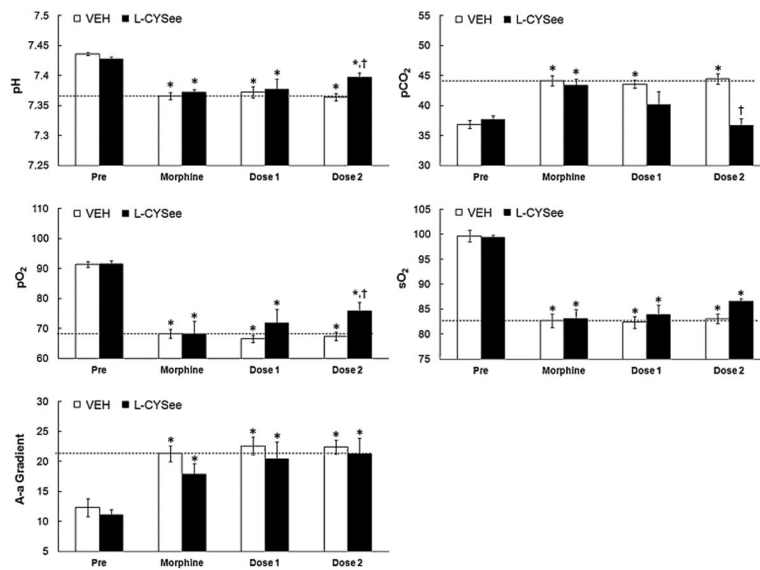 VEH L-CYSee
pH
7.5
7.45
7.4
7.35
7.3
7.25
* * * * * *,†
Pre Morphine Dose 1 Dose 2
VEH L-CYSee
pCO2
55
50
45
40
35
30
* * * * †
Pre Morphine Dose 1 Dose 2
VEH L-CYSee
pO2
110
100
90
80
70
60
* * * * * *,†
Pre Morphine Dose 1 Dose 2
VEH L-CYSee
sO2
105
100
95
90
85
80
75
* * * * * *
Pre Morphine Dose 1 Dose 2
VEH L-CYSee
A-a Gradient
30
25
20
15
10
5
* * * * * *
Pre Morphine Dose 1 Dose 2